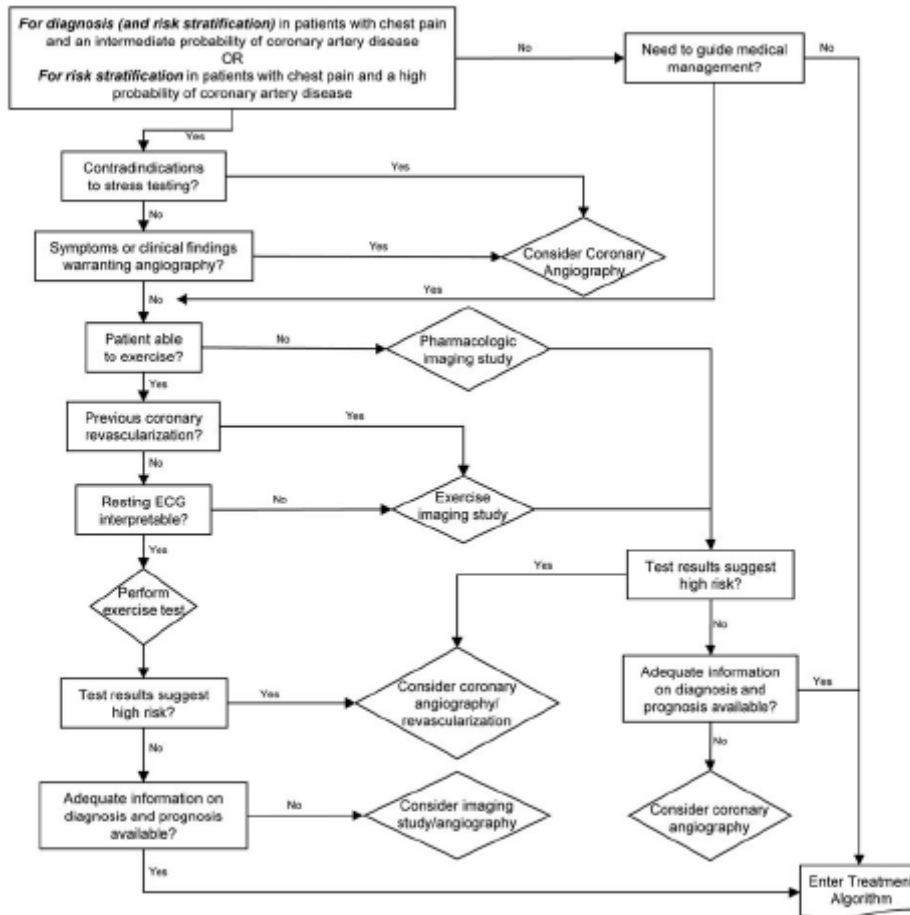 For diagnosis (and risk stratification) in patients with chest pain
and an intermediate probability of coronary artery disease
OR
For risk stratification in patients with chest pain and a high
probability of coronary artery disease
No
Need to guide medical
management?
No
Yes
Contradindications
to stress testing?
Yes
No
Symptoms or clinical findings
warranting angiography?
Yes
Consider Coronary
Angiography
Yes
No
Patient able
to exercise?
No
Pharmacologic
imaging study
Yes
Previous coronary
revascularization?
Yes
No
Resting ECG
interpretable?
No
Exercise
imaging study
Yes
Yes
Test results suggest
high risk?
Perform
exercise test
No
Test results suggest
high risk?
Yes
Consider coronary
angiography/
revascularization
Adequate information
on diagnosis and
prognosis available?
Yes
No
No
Adequate information on
diagnosis and prognosis
available?
No
Consider imaging
study/angiography
Consider coronary
angiography
Yes
Enter Treatment
Algorithm